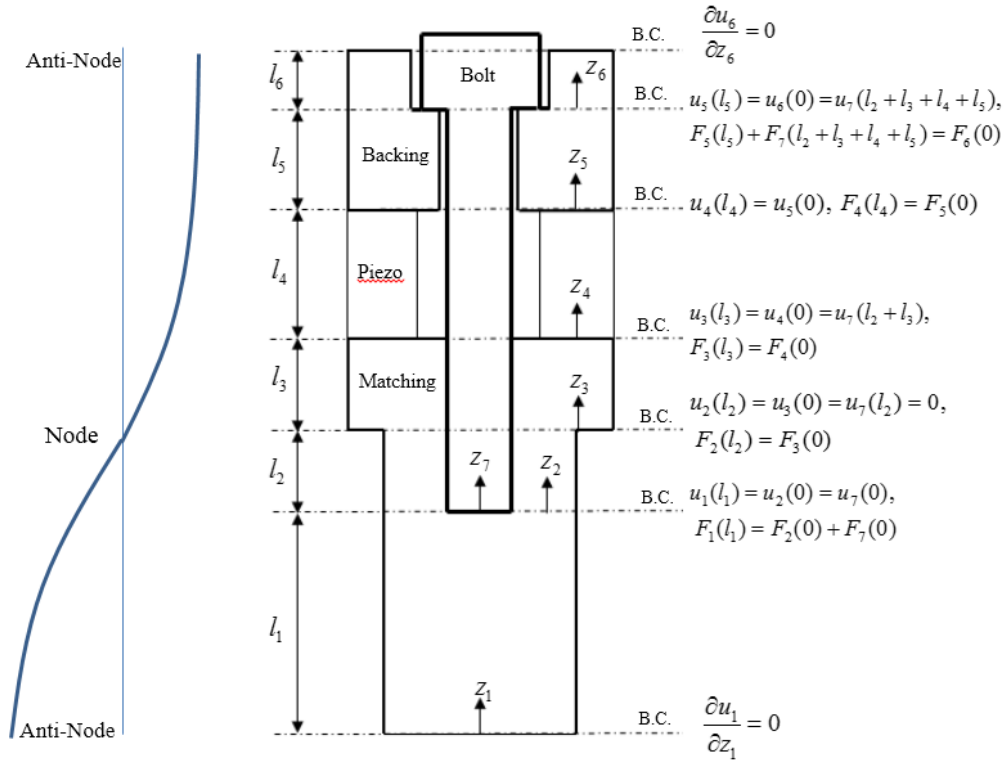 Anti-Node
Node
Anti-Node
l₆
l₅
l₄
l₃
l₂
l₁
Bolt
Backing
Piezo
Matching
Z₆
Z₅
Z₄
Z₃
Z₇ Z₂
Z₁
B.C. ∂u₆/∂z₆ = 0
B.C. u₅(l₅) = u₆(0) = u₇(l₂ + l₃ + l₄ + l₅),
F₅(l₅) + F₇(l₂ + l₃ + l₄ + l₅) = F₆(0)
B.C. u₄(l₄) = u₅(0), F₄(l₄) = F₅(0)
B.C. u₃(l₃) = u₄(0) = u₇(l₂ + l₃),
F₃(l₃) = F₄(0)
B.C. u₂(l₂) = u₃(0) = u₇(l₂) = 0,
F₂(l₂) = F₃(0)
B.C. u₁(l₁) = u₂(0) = u₇(0),
F₁(l₁) = F₂(0) + F₇(0)
B.C. ∂u₁/∂z₁ = 0